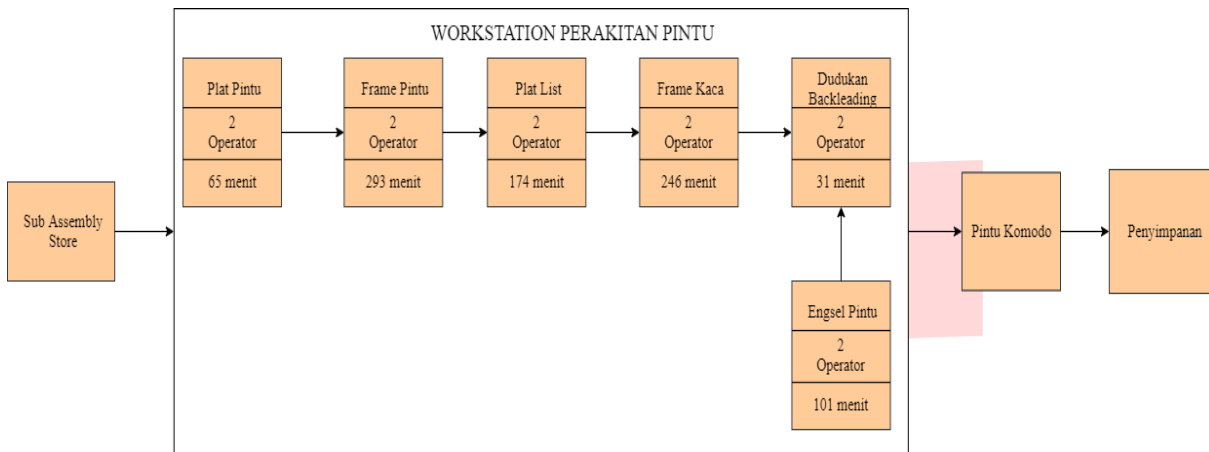 WORKSTATION PERAKITAN PINTU
Plat Pintu
2
Operator
65 menit
Frame Pintu
2
Operator
293 menit
Plat List
2
Operator
174 menit
Frame Kaca
2
Operator
246 menit
Dudukan
Backleading
2
Operator
31 menit
Sub Assembly
Store
Engsel Pintu
2
Operator
101 menit
Pintu Komodo
Penyimpanan